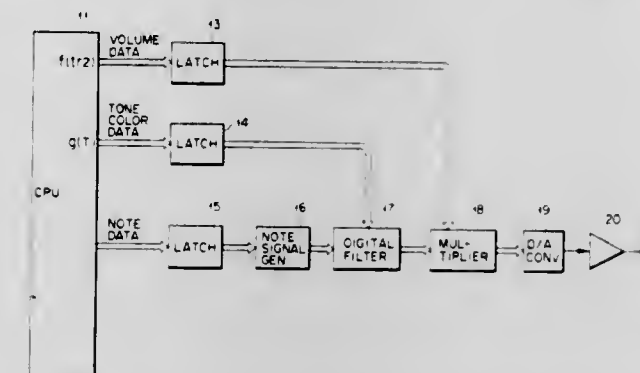 11
13
VOLUME
DATA
f(tr2)
LATCH
TONE
COLOR
DATA
14
g(T)
LATCH
CPU
NOTE
DATA
15
16
17
18
19
20
LATCH
NOTE
SIGNAL
GEN
DIGITAL
FILTER
MUL-
TIPLIER
D/A
CONV